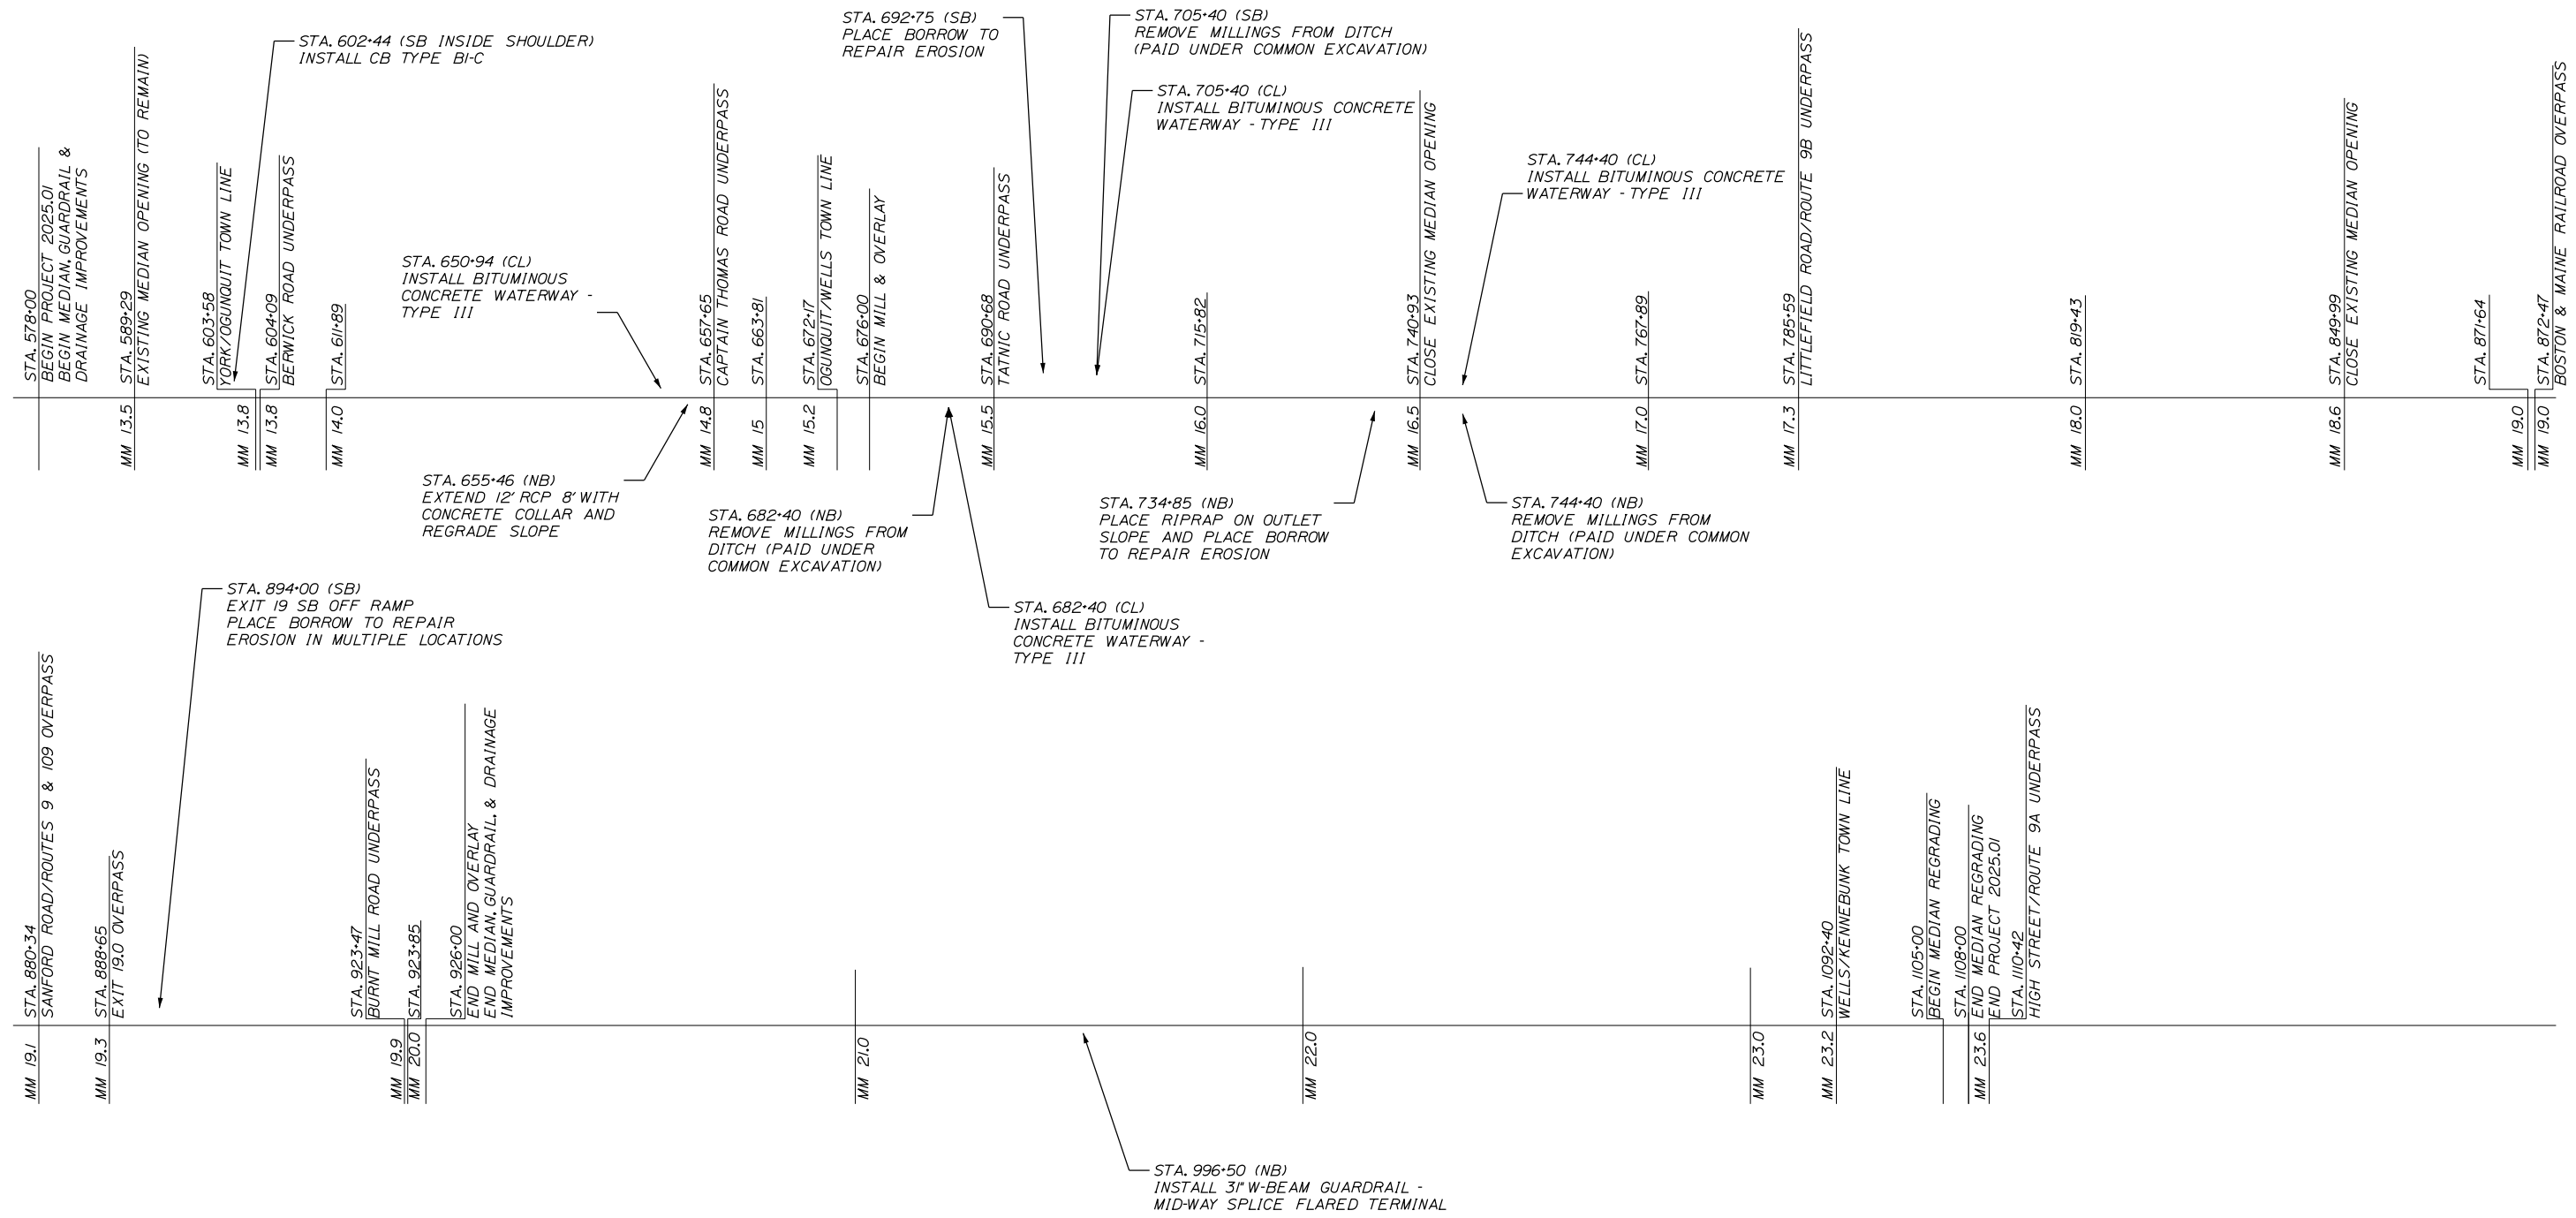 STA. 692+75 (SB)
PLACE BORROW TO
REPAIR EROSION
STA. 705+40 (SB)
REMOVE MILLINGS FROM DITCH
(PAID UNDER COMMON EXCAVATION)
STA. 602+44 (SB INSIDE SHOULDER)
INSTALL CB TYPE B1-C
STA. 705+40 (CL)
INSTALL BITUMINOUS CONCRETE
WATERWAY - TYPE III
STA. 744+40 (CL)
INSTALL BITUMINOUS CONCRETE
WATERWAY - TYPE III
STA. 650+94 (CL)
INSTALL BITUMINOUS
CONCRETE WATERWAY -
TYPE III
STA. 578+00
BEGIN PROJECT 2025.01
BEGIN MEDIAN, GUARDRAIL &
DRAINAGE IMPROVEMENTS
STA. 589+29
EXISTING MEDIAN OPENING (TO REMAIN)
STA. 603+58
YORK/OGUNQUIT TOWN LINE
STA. 604+09
BERWICK ROAD UNDERPASS
STA. 611+89
STA. 657+65
CAPTAIN THOMAS ROAD UNDERPASS
STA. 663+81
STA. 672+17
OGUNQUIT/WELLS TOWN LINE
STA. 676+00
BEGIN MILL & OVERLAY
STA. 690+68
TATNIC ROAD UNDERPASS
STA. 715+82
STA. 740+93
CLOSE EXISTING MEDIAN OPENING
STA. 767+89
STA. 785+59
LITTLEFIELD ROAD/ROUTE 9B UNDERPASS
STA. 819+43
STA. 849+99
CLOSE EXISTING MEDIAN OPENING
STA. 871+64
STA. 872+47
BOSTON & MAINE RAILROAD OVERPASS
MM 13.5
MM 13.8
MM 13.8
MM 14.0
MM 14.8
MM 15
MM 15.2
MM 15.5
MM 16.0
MM 16.5
MM 17.0
MM 17.3
MM 18.0
MM 18.6
MM 19.0
MM 19.0
STA. 655+46 (NB)
EXTEND 12' RCP 8' WITH
CONCRETE COLLAR AND
REGRADE SLOPE
STA. 682+40 (NB)
REMOVE MILLINGS FROM
DITCH (PAID UNDER
COMMON EXCAVATION)
STA. 734+85 (NB)
PLACE RIPRAP ON OUTLET
SLOPE AND PLACE BORROW
TO REPAIR EROSION
STA. 744+40 (NB)
REMOVE MILLINGS FROM
DITCH (PAID UNDER COMMON
EXCAVATION)
STA. 894+00 (SB)
EXIT 19 SB OFF RAMP
PLACE BORROW TO REPAIR
EROSION IN MULTIPLE LOCATIONS
STA. 682+40 (CL)
INSTALL BITUMINOUS
CONCRETE WATERWAY -
TYPE III
STA. 880+34
SANFORD ROAD/ROUTES 9 & 109 OVERPASS
STA. 888+65
EXIT 19.0 OVERPASS
STA. 923+47
BURNT MILL ROAD UNDERPASS
STA. 923+85
STA. 926+00
END MILL AND OVERLAY
END MEDIAN, GUARDRAIL, & DRAINAGE
IMPROVEMENTS
STA. 1092+40
WELLS/KENNEBUNK TOWN LINE
STA. 1105+00
BEGIN MEDIAN REGRADING
STA. 1108+00
END MEDIAN REGRADING
END PROJECT 2025.01
STA. 1110+42
HIGH STREET/ROUTE 9A UNDERPASS
MM 19.1
MM 19.3
MM 19.9
MM 20.0
MM 21.0
MM 22.0
MM 23.0
MM 23.2
MM 23.6
STA. 996+50 (NB)
INSTALL 31" W-BEAM GUARDRAIL -
MID-WAY SPLICE FLARED TERMINAL